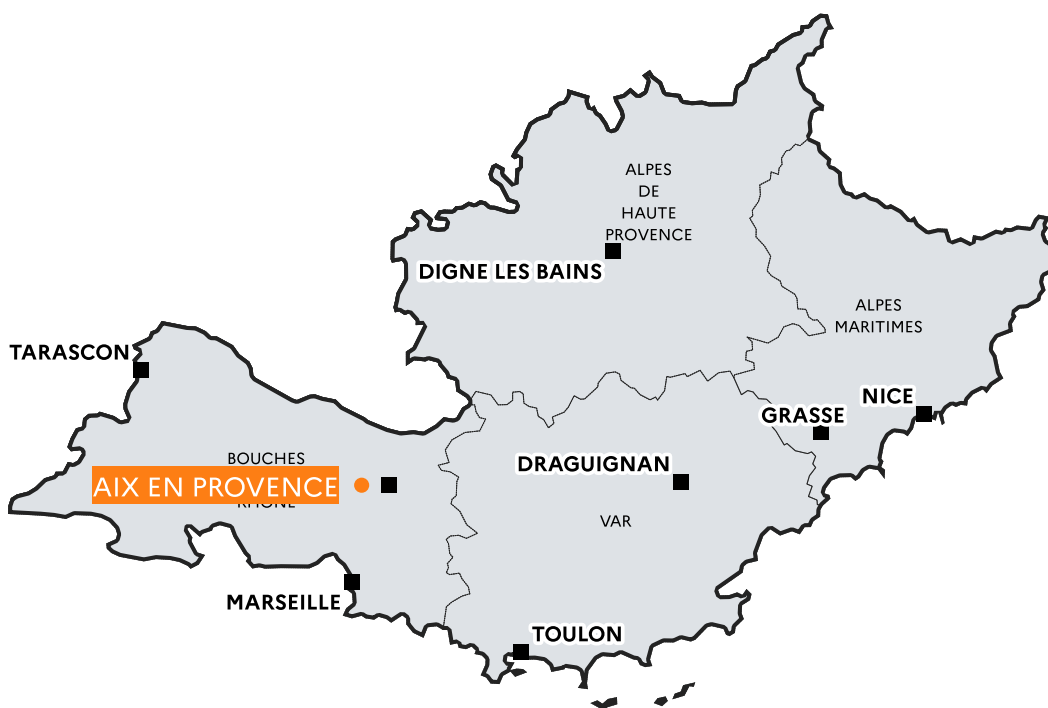 ALPES
DE
HAUTE
PROVENCE
DIGNE LES BAINS
ALPES
MARITIMES
TARASCON
NICE
GRASSE
BOUCHES
DRAGUIGNAN
AIX EN PROVENCE
RHÔNE
VAR
MARSEILLE
TOULON